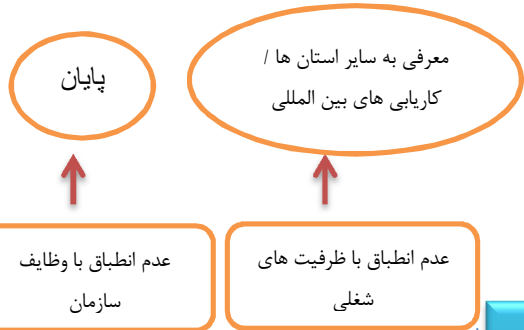 معرفی به سایر استان ها /
کاریابی های بین المللی
پایان
عدم انطباق با ظرفیت های
شغلی
عدم انطباق با وظایف
سازمان